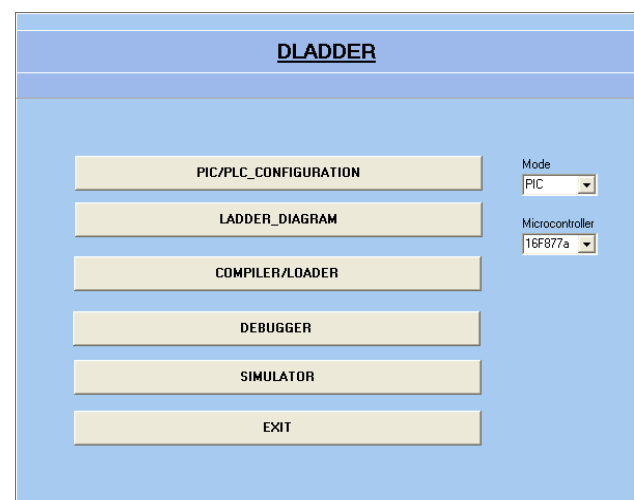 DLADDER
PIC/PLC_CONFIGURATION
Mode
PIC
LADDER_DIAGRAM
Microcontroller
16F877a
COMPILER/LOADER
DEBUGGER
SIMULATOR
EXIT